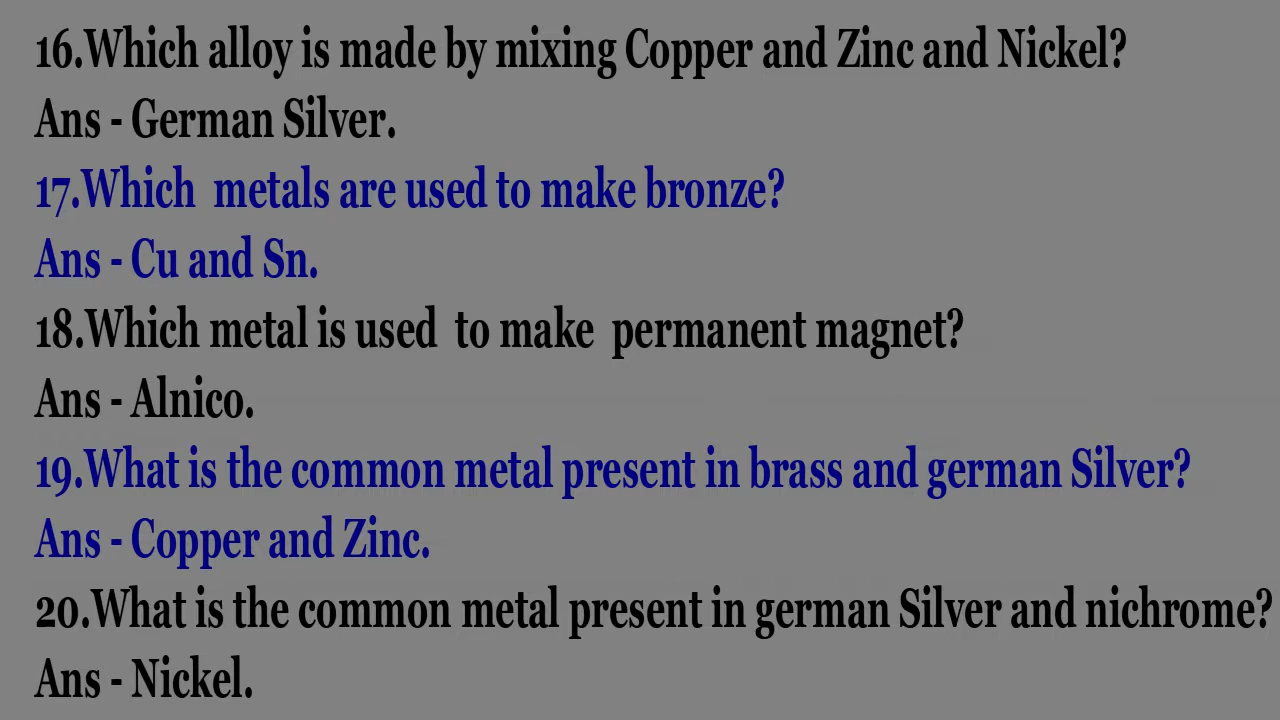 16.Which alloy is made by mixing Copper and Zinc and Nickel?
Ans - German Silver.
17.Which metals are used to make bronze?
Ans - Cu and Sn.
18.Which metal is used to make permanent magnet?
Ans - Alnico.
19.What is the common metal present in brass and german Silver?
Ans - Copper and Zinc.
20.What is the common metal present in german Silver and nichrome?
Ans - Nickel.